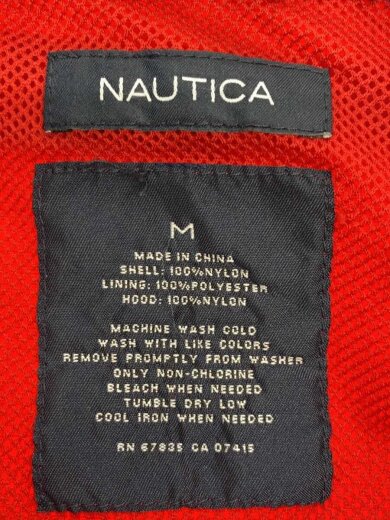 NAUTICA
M
MADE IN CHINA
SHELL: 100%NYLON
LINING: 100%POLYESTER
HOOD: 100%NYLON
MACHINE WASH COLD
WASH WITH LIKE COLORS
REMOVE PROMPTLY FROM WASHER
ONLY NON-CHLORINE
BLEACH WHEN NEEDED
TUMBLE DRY LOW
COOL IRON WHEN NEEDED
RN 67835 CA 07415